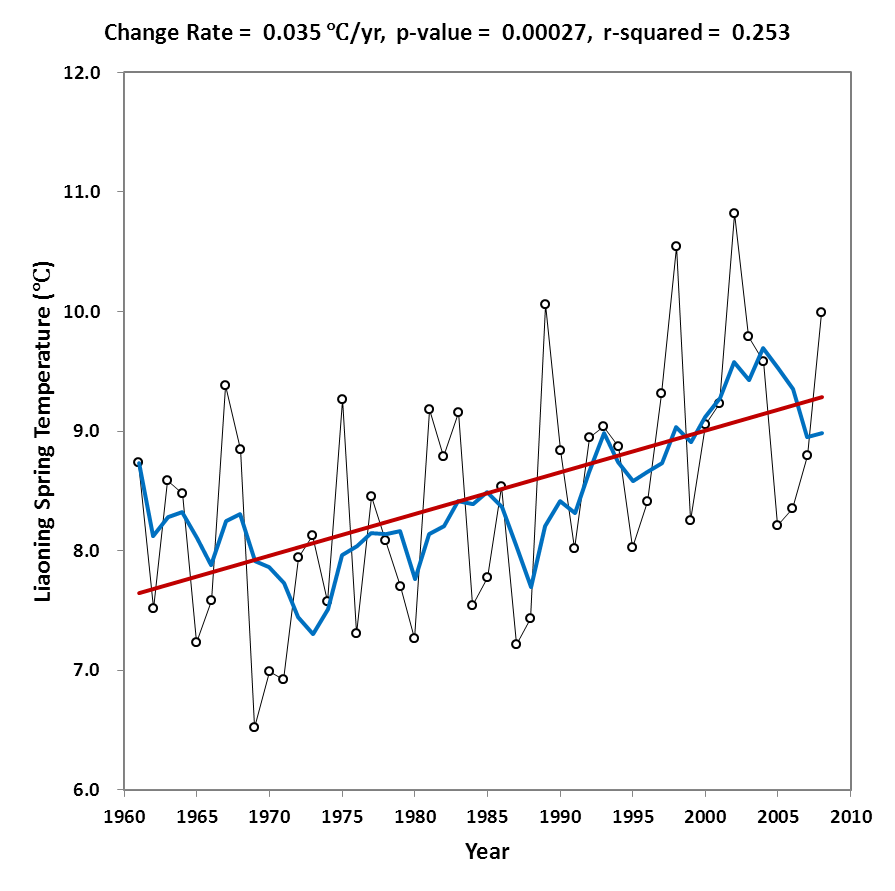 Change Rate = 0.035 ℃/yr, p-value = 0.00027, r-squared = 0.253
12.0
11.0
10.0
9.0
8.0
7.0
6.0
Liaoning Spring Temperature (℃)
1960 1965 1970 1975 1980 1985 1990 1995 2000 2005 2010
Year